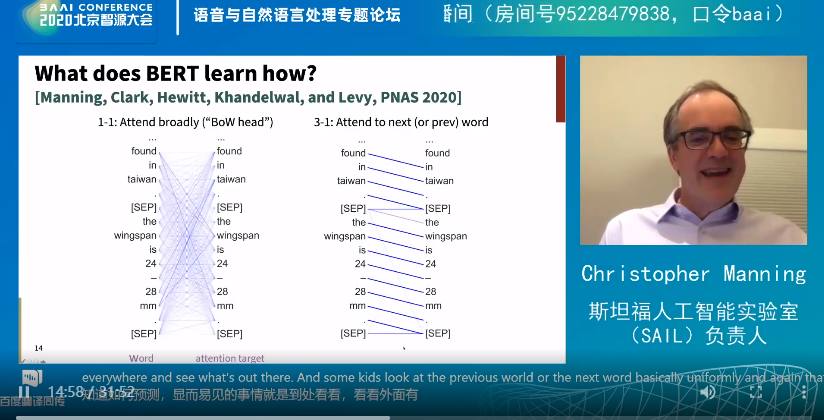 BAAI CONFERENCE
2020北京智源大会
语音与自然语言处理专题论坛
番间（房间号95228479838，口令baai）
What does BERT learn how?
[Manning, Clark, Hewitt, Khandelwal, and Levy, PNAS 2020]
1-1: Attend broadly (“BoW head”)
3-1: Attend to next (or prev) word
... ... ... ...
found found found found
in in in in
taiwan taiwan taiwan taiwan
. . . .
[SEP] [SEP] [SEP] [SEP]
the the the the
wingspan wingspan wingspan wingspan
is is is is
24 24 24 24
– – – –
28 28 28 28
mm mm mm mm
. . . .
[SEP] [SEP] [SEP] [SEP]
14
Word attention target
Christopher Manning
斯坦福人工智能实验室
（SAIL）负责人
everywhere and see what's out there. And some kids look at the previous world or the next word basically uniformly and again that
14:58 / 31:52
预测，显而易见的事情就是到处看看，看看外面有
百度翻译同传